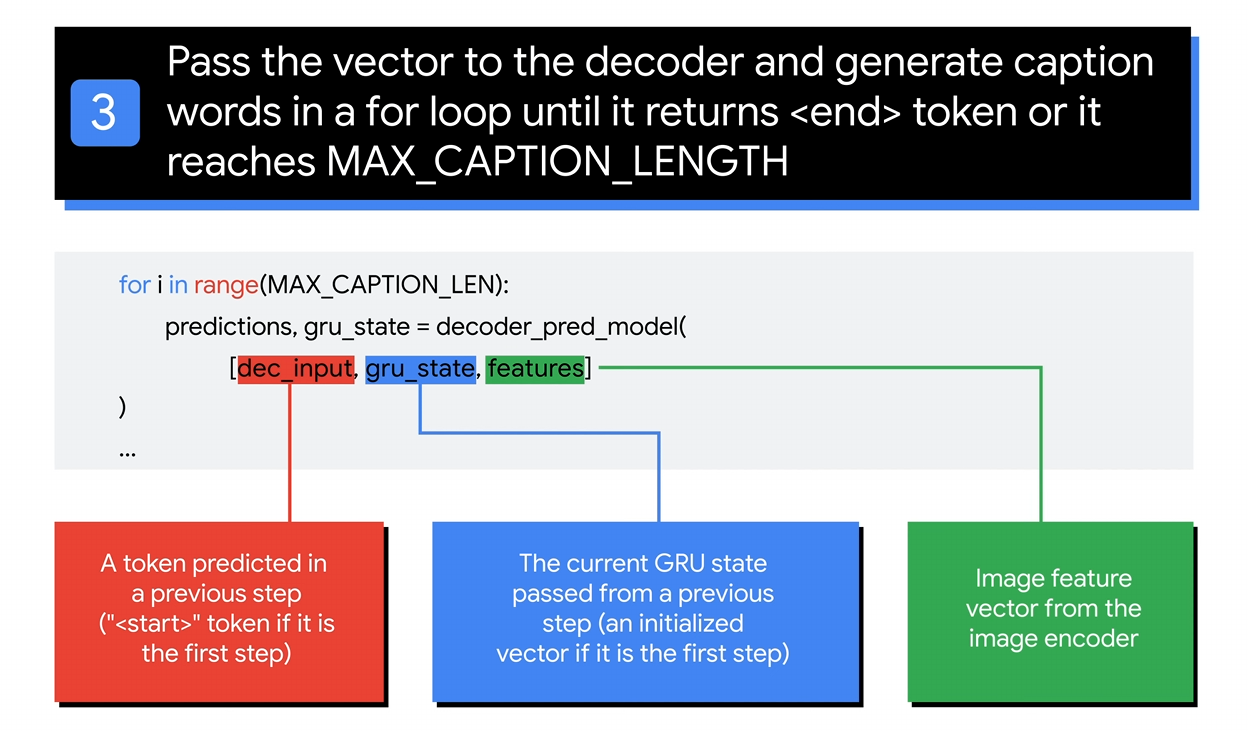 3
Pass the vector to the decoder and generate caption
words in a for loop until it returns <end> token or it
reaches MAX_CAPTION_LENGTH
for i in range(MAX_CAPTION_LEN):
predictions, gru_state = decoder_pred_model(
[dec_input, gru_state, features]
)
...
A token predicted in
a previous step
("<start>" token if it is
the first step)
The current GRU state
passed from a previous
step (an initialized
vector if it is the first step)
Image feature
vector from the
image encoder